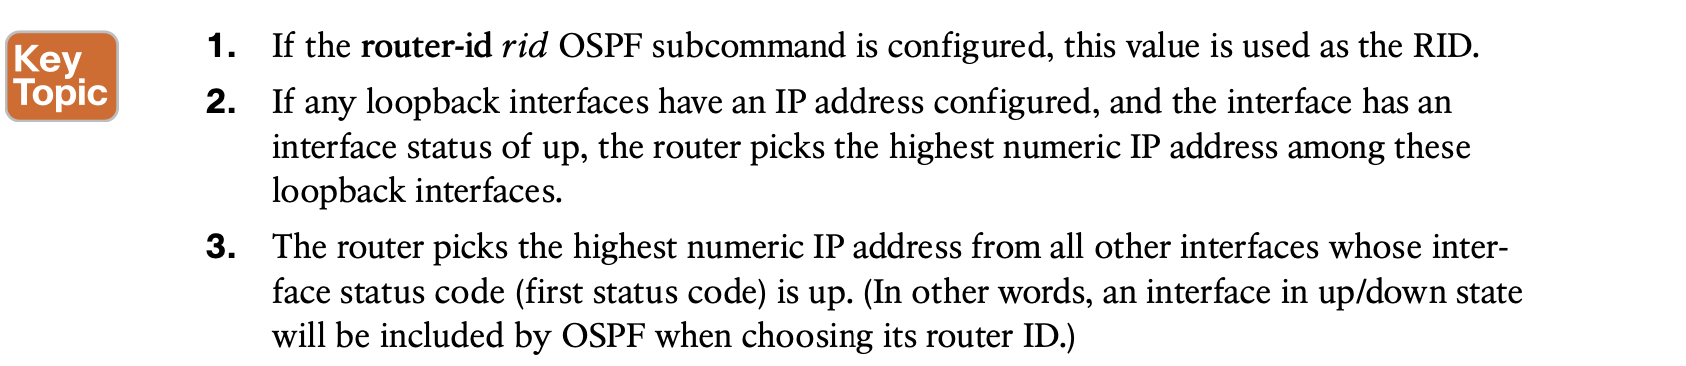 Key
Topic
1. If the router-id rid OSPF subcommand is configured, this value is used as the RID.
2. If any loopback interfaces have an IP address configured, and the interface has an
interface status of up, the router picks the highest numeric IP address among these
loopback interfaces.
3. The router picks the highest numeric IP address from all other interfaces whose inter-
face status code (first status code) is up. (In other words, an interface in up/down state
will be included by OSPF when choosing its router ID.)